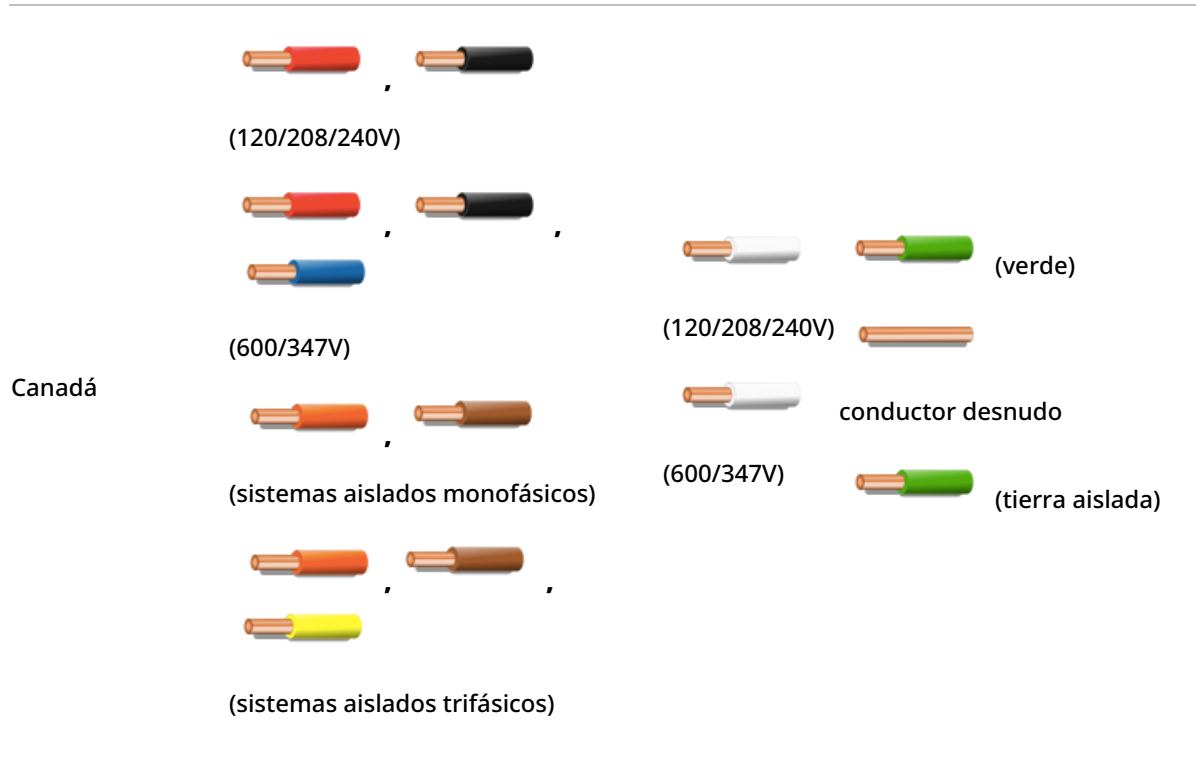 Canadá
,
(120/208/240V)
, ,
(600/347V)
,
(sistemas aislados monofásicos)
, ,
(sistemas aislados trifásicos)
(120/208/240V)
(600/347V)
(verde)
conductor desnudo
(tierra aislada)